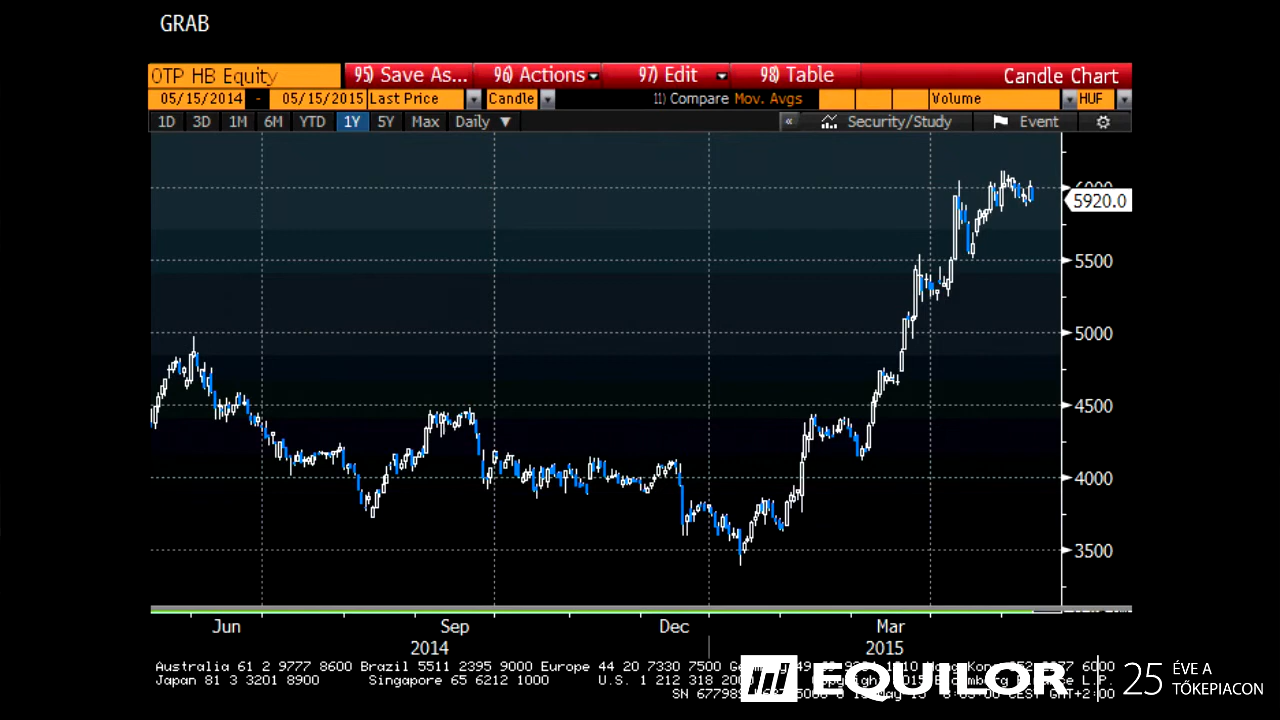 GRAB
OTP HB Equity 95) Save As... 96) Actions 97) Edit 98) Table Candle Chart
05/15/2014 - 05/15/2015 Last Price Candle 11) Compare Mov. Avgs Volume HUF
1D 3D 1M 6M YTD 1Y 5Y Max Daily « Security/Study Event
5920.0
5500
5000
4500
4000
3500
Jun Sep Dec Mar
2014 2015
Australia 61 2 9777 8600 Brazil 5511 2395 9000 Europe 44 20 7330 7500
Japan 81 3 3201 8900 Singapore 65 6212 1000 U.S. 1 212 318
EQUILOR 25 ÉVE A
TŐKEPIACON